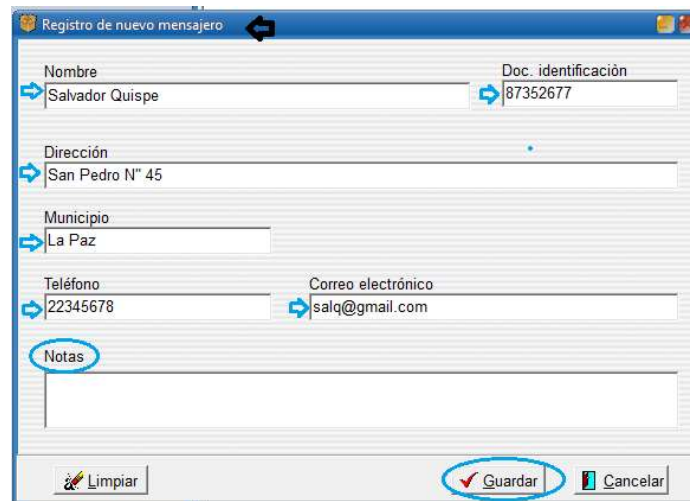 Registro de nuevo mensajero
Nombre Doc. identificaciòn
Salvador Quispe 87352677
Dirección
San Pedro N" 45
Municipio
La Paz
Teléfono Correo electrónico
22345678 salq@gmail.com
Notas
Limpiar Guardar Cancelar